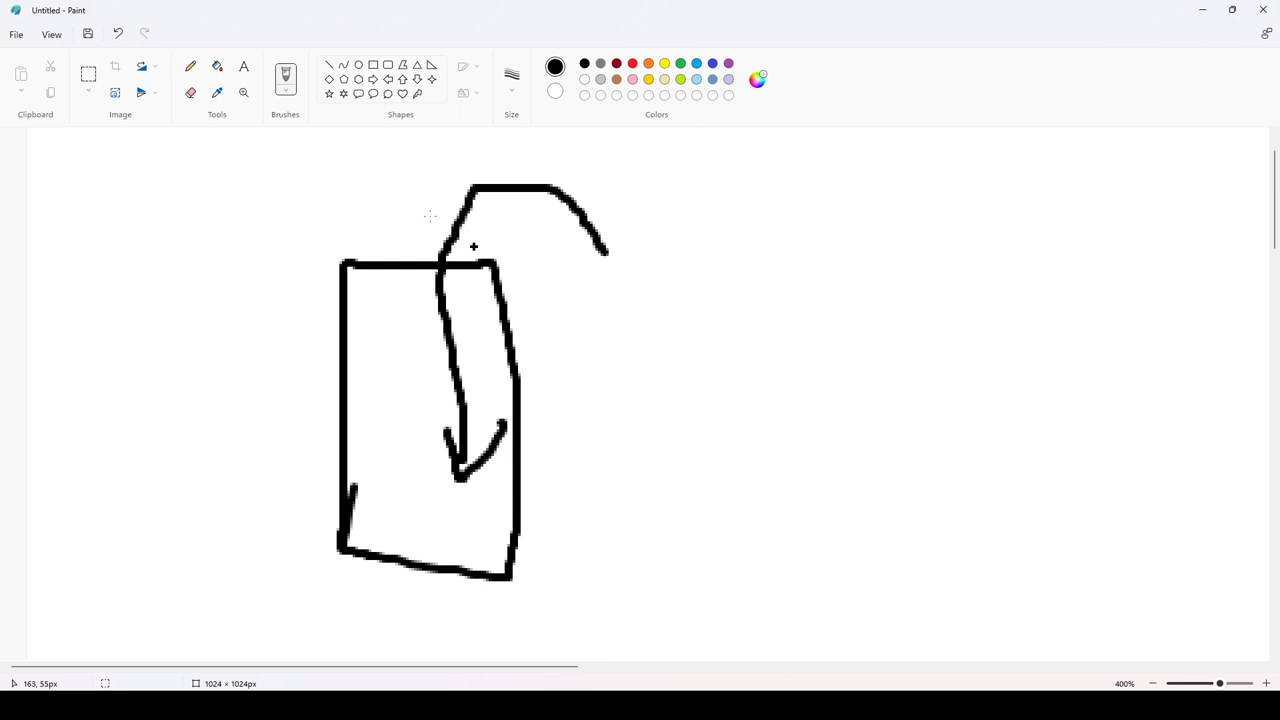 Untitled - Paint
File View
Clipboard Image Tools Brushes Shapes Size Colors
163, 55px 1024 × 1024px 400%